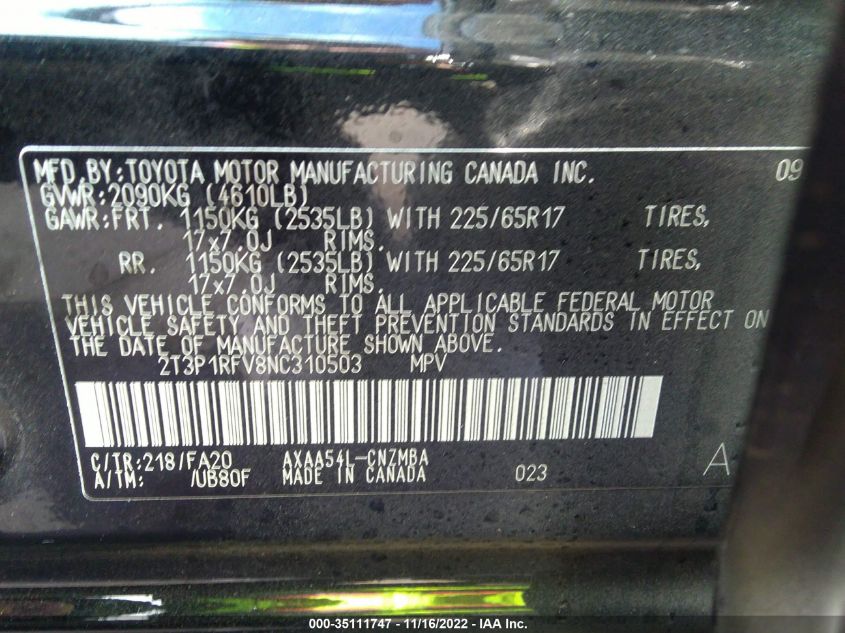 MFD.BY:TOYOTA MOTOR MANUFACTURING CANADA INC. 09
GVWR:2090KG (4610LB)
GAWR:FRT. 1150KG (2535LB) WITH 225/65R17 TIRES,
17x7.0J RIMS.
RR. 1150KG (2535LB) WITH 225/65R17 TIRES,
17x7.0J RIMS.
THIS VEHICLE CONFORMS TO ALL APPLICABLE FEDERAL MOTOR
VEHICLE SAFETY AND THEFT PREVENTION STANDARDS IN EFFECT ON
THE DATE OF MANUFACTURE SHOWN ABOVE.
2T3P1RFV8NC310503 MPV
C/TR:218/FA20 AXAA54L-CNZMBA
A/TM: /UB80F MADE IN CANADA 023 A
000-35111747 - 11/16/2022 - IAA Inc.